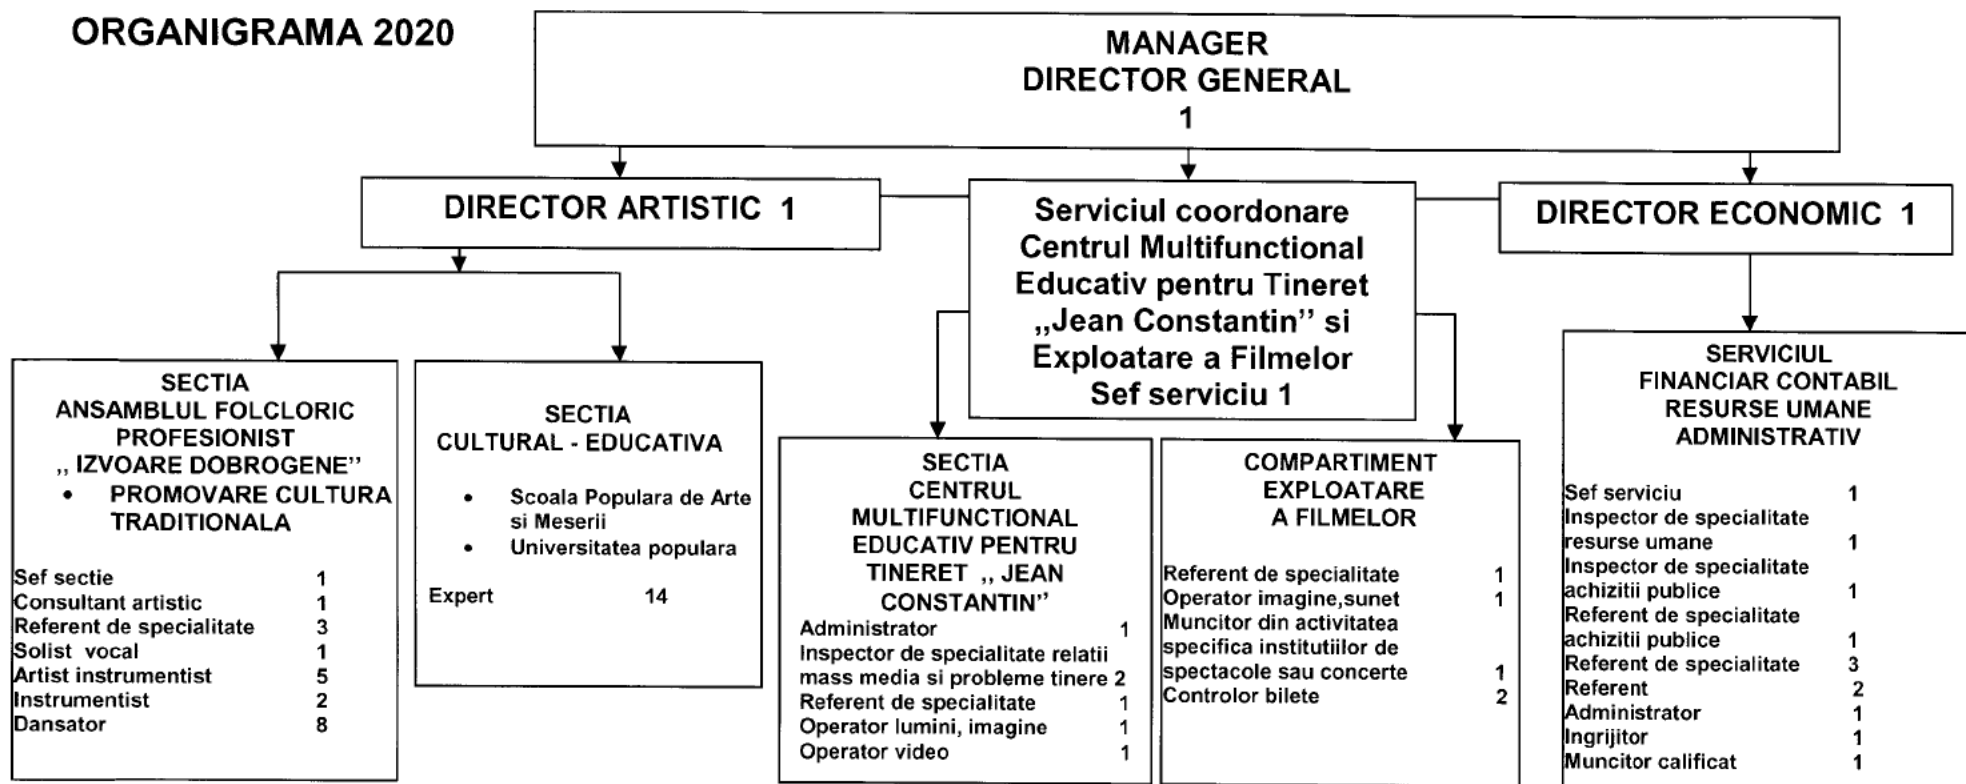 ORGANIGRAMA 2020
MANAGER
DIRECTOR GENERAL
1
DIRECTOR ARTISTIC 1
Serviciul coordonare
Centrul Multifunctional
Educativ pentru Tineret
,,Jean Constantin'' si
Exploatare a Filmelor
Sef serviciu 1
DIRECTOR ECONOMIC 1
SECTIA
ANSAMBLUL FOLCLORIC
PROFESIONIST
,, IZVOARE DOBROGENE''
• PROMOVARE CULTURA
TRADITIONALA
Sef sectie 1
Consultant artistic 1
Referent de specialitate 3
Solist vocal 1
Artist instrumentist 5
Instrumentist 2
Dansator 8
SECTIA
CULTURAL - EDUCATIVA
• Scoala Populara de Arte
si Meserii
• Universitatea populara
Expert 14
SECTIA
CENTRUL
MULTIFUNCTIONAL
EDUCATIV PENTRU
TINERET ,, JEAN
CONSTANTIN''
Administrator 1
Inspector de specialitate relatii
mass media si probleme tinere 2
Referent de specialitate 1
Operator lumini, imagine 1
Operator video 1
COMPARTIMENT
EXPLOATARE
A FILMELOR
Referent de specialitate 1
Operator imagine,sunet 1
Muncitor din activitatea
specifica institutiilor de
spectacole sau concerte 1
Controlor bilete 2
SERVICIUL
FINANCIAR CONTABIL
RESURSE UMANE
ADMINISTRATIV
Sef serviciu 1
Inspector de specialitate
resurse umane 1
Inspector de specialitate
achizitii publice 1
Referent de specialitate
achizitii publice 1
Referent de specialitate 3
Referent 2
Administrator 1
Ingrijitor 1
Muncitor calificat 1